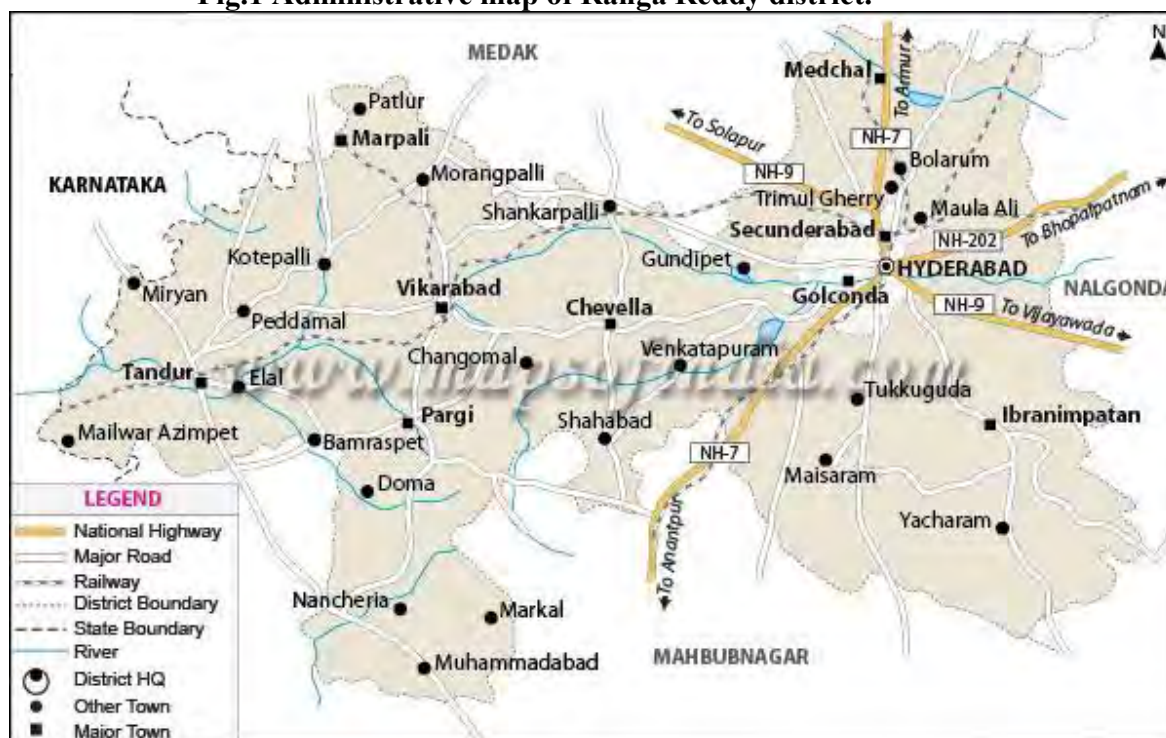 Fig.1 Administrative map of Ranga Reddy district.
MEDAK
N
Medchal
To Armur
Patlur
To Solapur
NH-7
Marpali
Bolarum
KARNATAKA
Morangpalli
NH-9
Trimul Gherry
To Bhopalpatnam
Shankarpalli
Maula Ali
Secunderabad
NH-202
Kotepalli
Gundipet
HYDERABAD
Miryan
Vikarabad
Golconda
NALGONDA
Peddamal
Chevella
NH-9
To Vijayawada
Changomal
Venkatapuram
www.mapsofindia.com
Tandur
Elal
Tukkuguda
Pargi
Shahabad
Ibranimpatan
Mailwar Azimpet
Bamraspet
NH-7
Maisaram
Doma
LEGEND
National Highway
Major Road
Railway
District Boundary
State Boundary
River
District HQ
Other Town
Major Town
Yacharam
To Anantpur
Nancheria
Markal
MAHBUBNAGAR
Muhammadabad